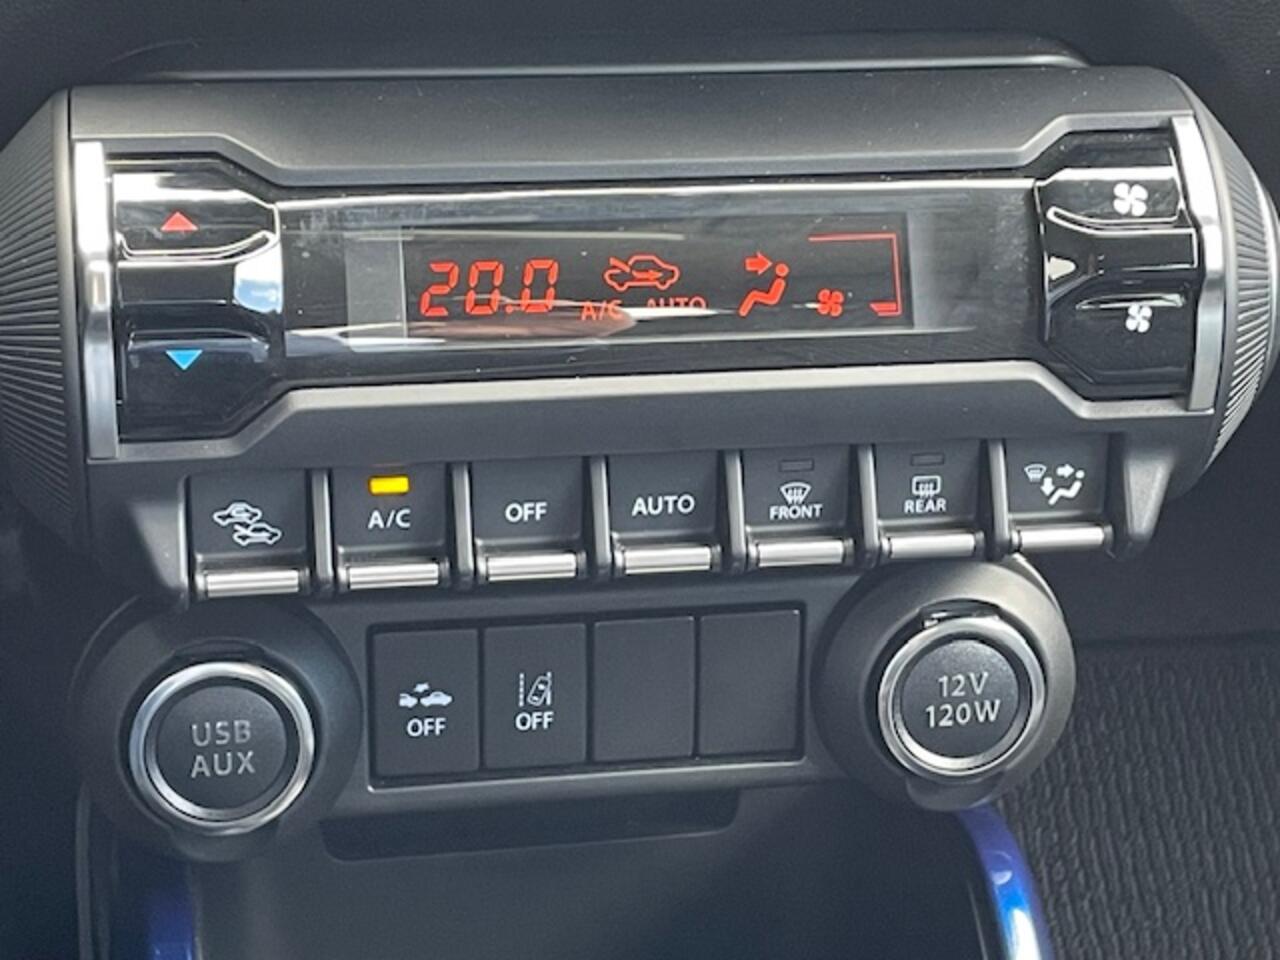 20.0
A/C AUTO
A/C
OFF
AUTO
FRONT
REAR
USB
AUX
OFF
OFF
12V
120W